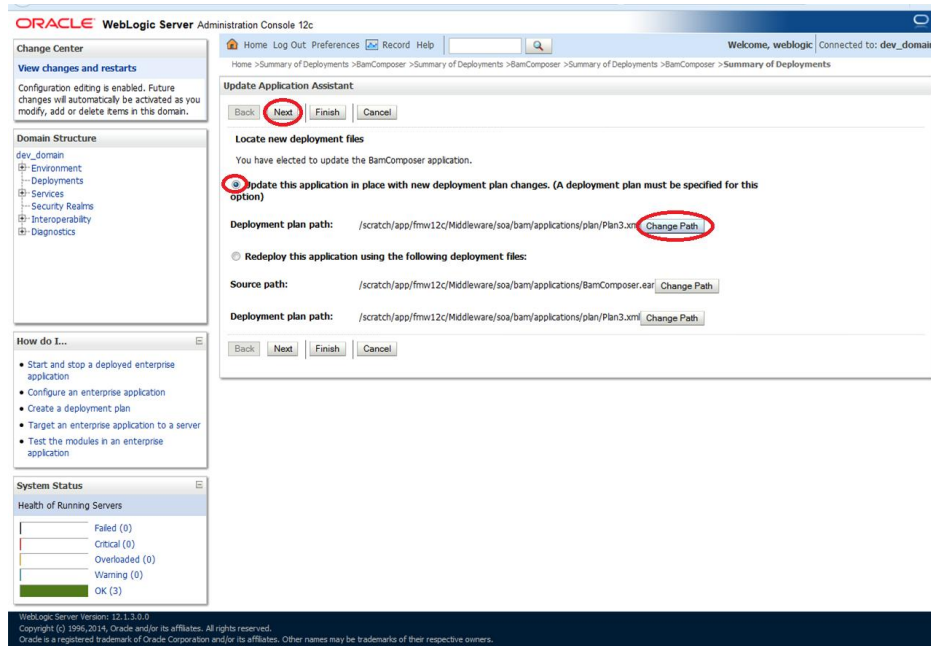 ORACLE WebLogic Server Administration Console 12c
Change Center
View changes and restarts
Configuration editing is enabled. Future
changes will automatically be activated as you
modify, add or delete items in this domain.
Domain Structure
dev_domain
Environment
Deployments
Services
Security Realms
Interoperability
Diagnostics
How do I...
Start and stop a deployed enterprise
application
Configure an enterprise application
Create a deployment plan
Target an enterprise application to a server
Test the modules in an enterprise
application
System Status
Health of Running Servers
Failed (0)
Critical (0)
Overloaded (0)
Warning (0)
OK (3)
Home Log Out Preferences Record Help
Welcome, weblogic Connected to: dev_domain
Home >Summary of Deployments >BamComposer >Summary of Deployments >BamComposer >Summary of Deployments >BamComposer >Summary of Deployments
Update Application Assistant
Back Next Finish Cancel
Locate new deployment files
You have elected to update the BamComposer application.
Update this application in place with new deployment plan changes. (A deployment plan must be specified for this
option)
Deployment plan path: /scratch/app/fmw12c/Middleware/soa/bam/applications/plan/Plan3.xm Change Path
Redeploy this application using the following deployment files:
Source path: /scratch/app/fmw12c/Middleware/soa/bam/applications/BamComposer.ear Change Path
Deployment plan path: /scratch/app/fmw12c/Middleware/soa/bam/applications/plan/Plan3.xml Change Path
Back Next Finish Cancel
WebLogic Server Version: 12.1.3.0.0
Copyright (c) 1996,2014, Oracle and/or its affiliates. All rights reserved.
Oracle is a registered trademark of Oracle Corporation and/or its affiliates. Other names may be trademarks of their respective owners.